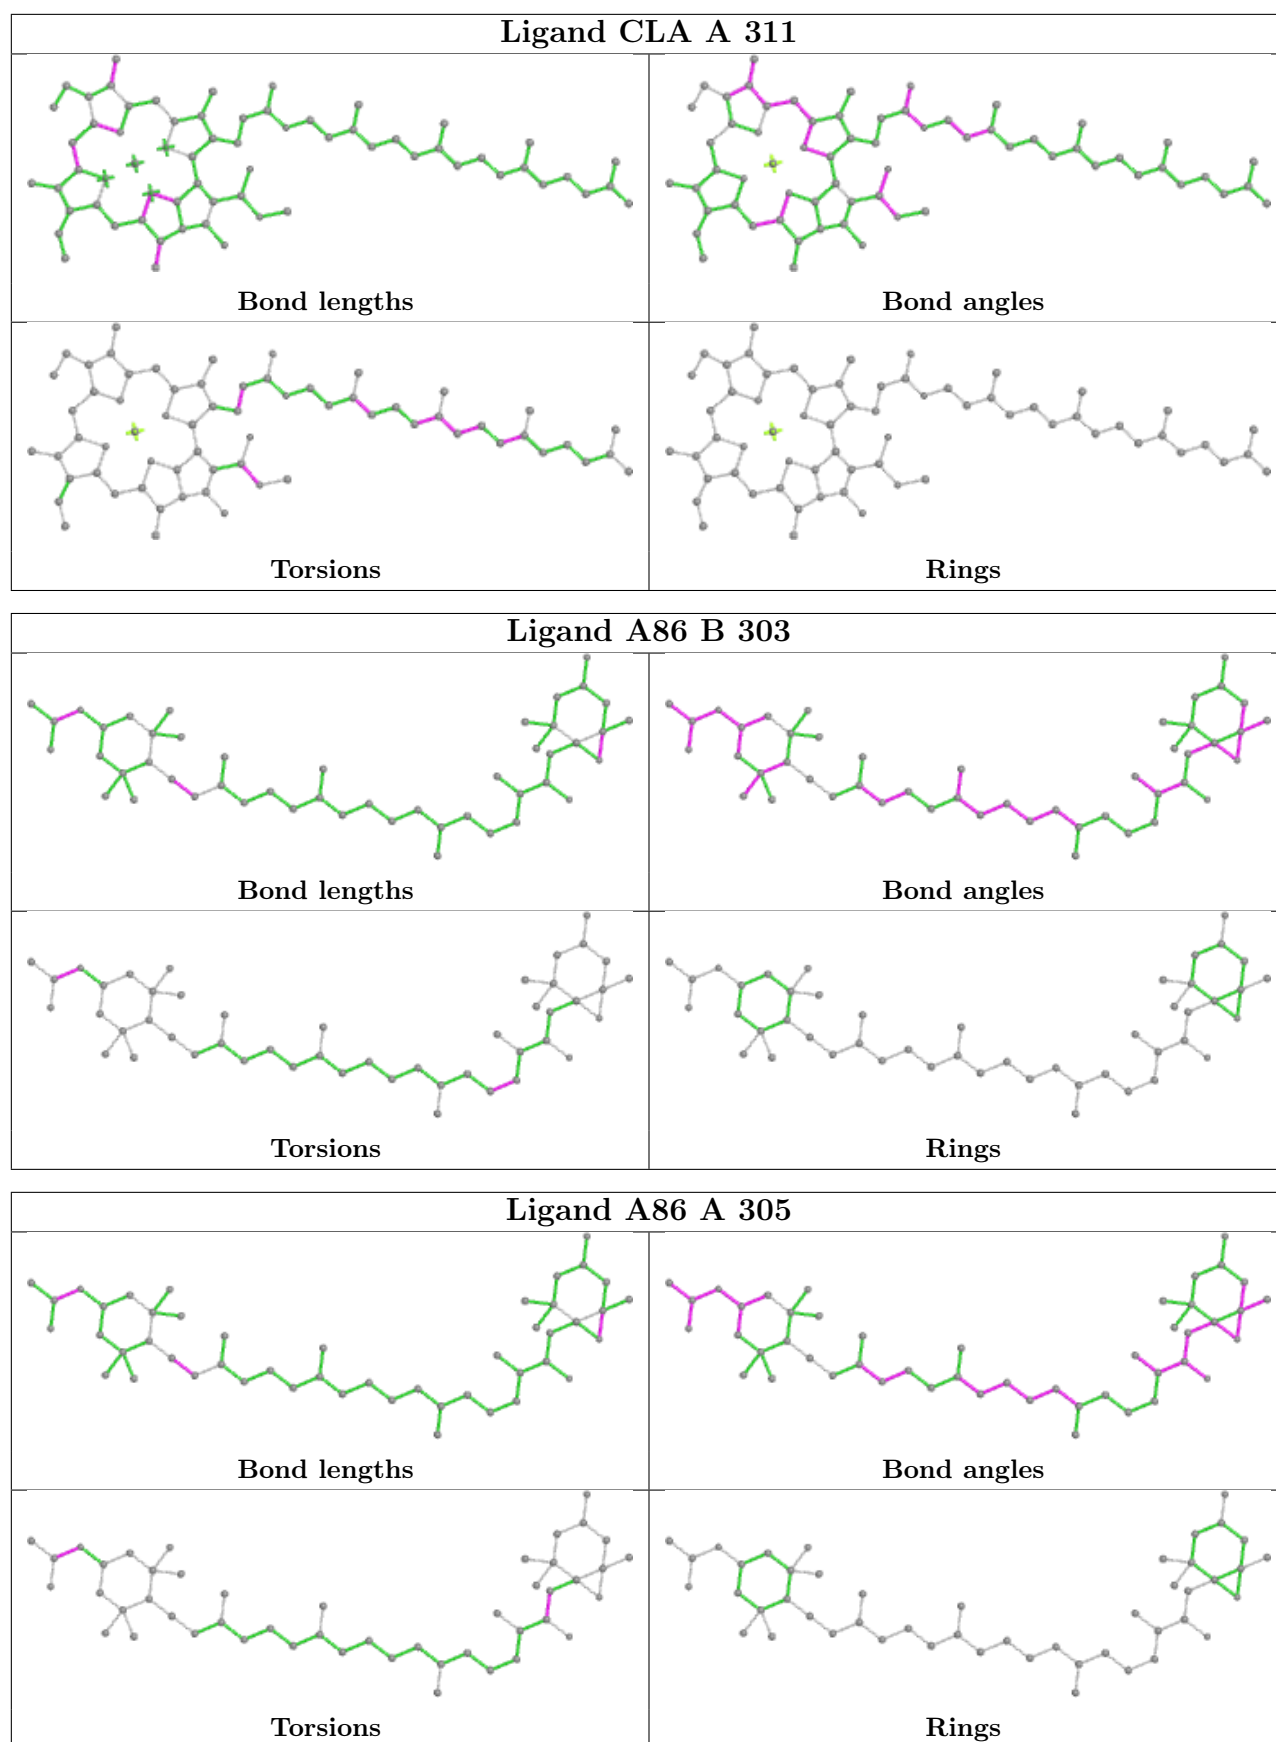 Ligand CLA A 311
Bond lengths
Bond angles
Torsions
Rings
Ligand A86 B 303
Bond lengths
Bond angles
Torsions
Rings
Ligand A86 A 305
Bond lengths
Bond angles
Torsions
Rings